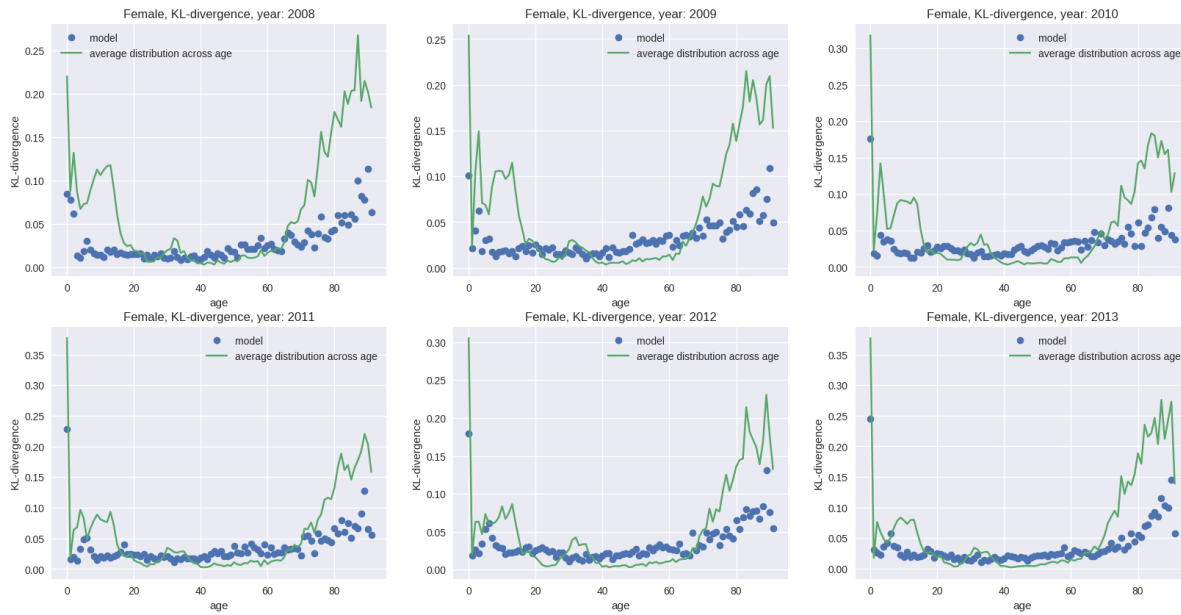 Female, KL-divergence, year: 2008
model
average distribution across age
KL-divergence
0.25
0.20
0.15
0.10
0.05
0.00
0
20
40
60
80
age
Female, KL-divergence, year: 2009
model
average distribution across age
KL-divergence
0.25
0.20
0.15
0.10
0.05
0.00
0
20
40
60
80
age
Female, KL-divergence, year: 2010
model
average distribution across age
KL-divergence
0.30
0.25
0.20
0.15
0.10
0.05
0.00
0
20
40
60
80
age
Female, KL-divergence, year: 2011
model
average distribution across age
KL-divergence
0.35
0.30
0.25
0.20
0.15
0.10
0.05
0.00
0
20
40
60
80
age
Female, KL-divergence, year: 2012
model
average distribution across age
KL-divergence
0.30
0.25
0.20
0.15
0.10
0.05
0.00
0
20
40
60
80
age
Female, KL-divergence, year: 2013
model
average distribution across age
KL-divergence
0.35
0.30
0.25
0.20
0.15
0.10
0.05
0.00
0
20
40
60
80
age